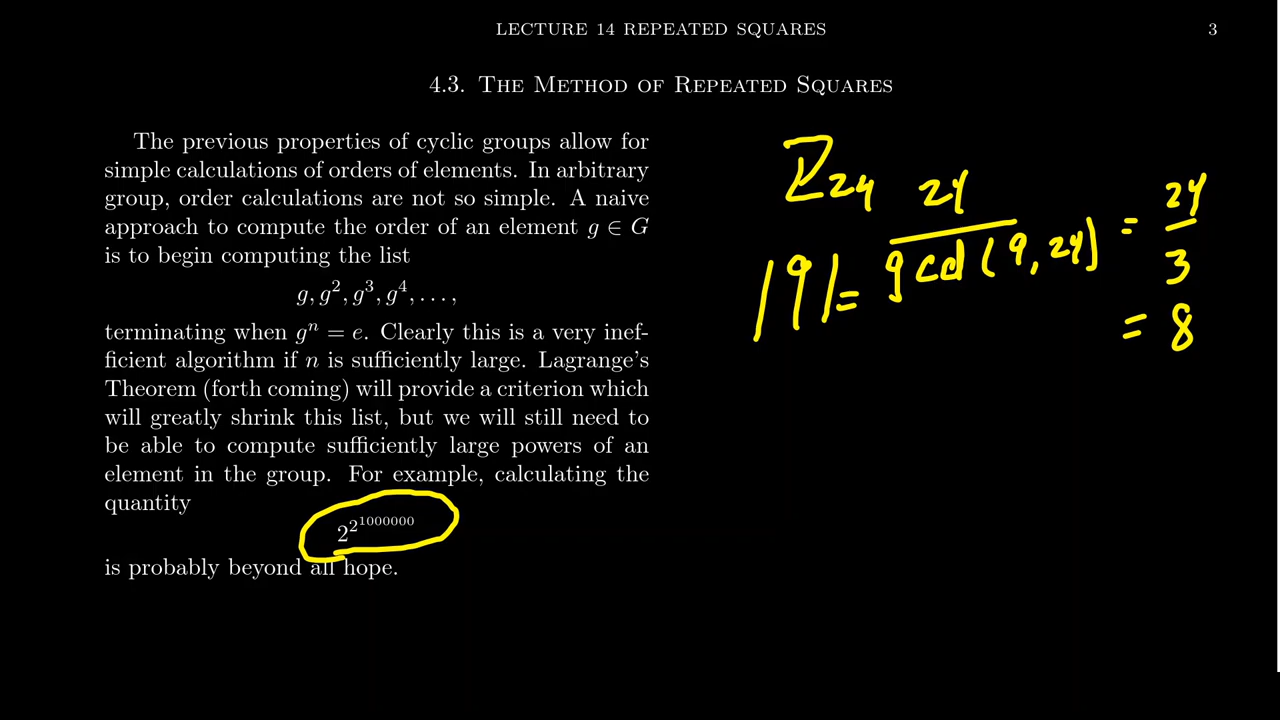 LECTURE 14 REPEATED SQUARES 3
4.3. The Method of Repeated Squares
The previous properties of cyclic groups allow for
simple calculations of orders of elements. In arbitrary
group, order calculations are not so simple. A naive
approach to compute the order of an element g ∈ G
is to begin computing the list
g, g², g³, g⁴, . . . ,
terminating when gⁿ = e. Clearly this is a very inef-
ficient algorithm if n is sufficiently large. Lagrange's
Theorem (forth coming) will provide a criterion which
will greatly shrink this list, but we will still need to
be able to compute sufficiently large powers of an
element in the group. For example, calculating the
quantity
2^2^1000000
is probably beyond all hope.
ℤ₂₄
|9| = 24 / gcd(9, 24) = 24 / 3
= 8